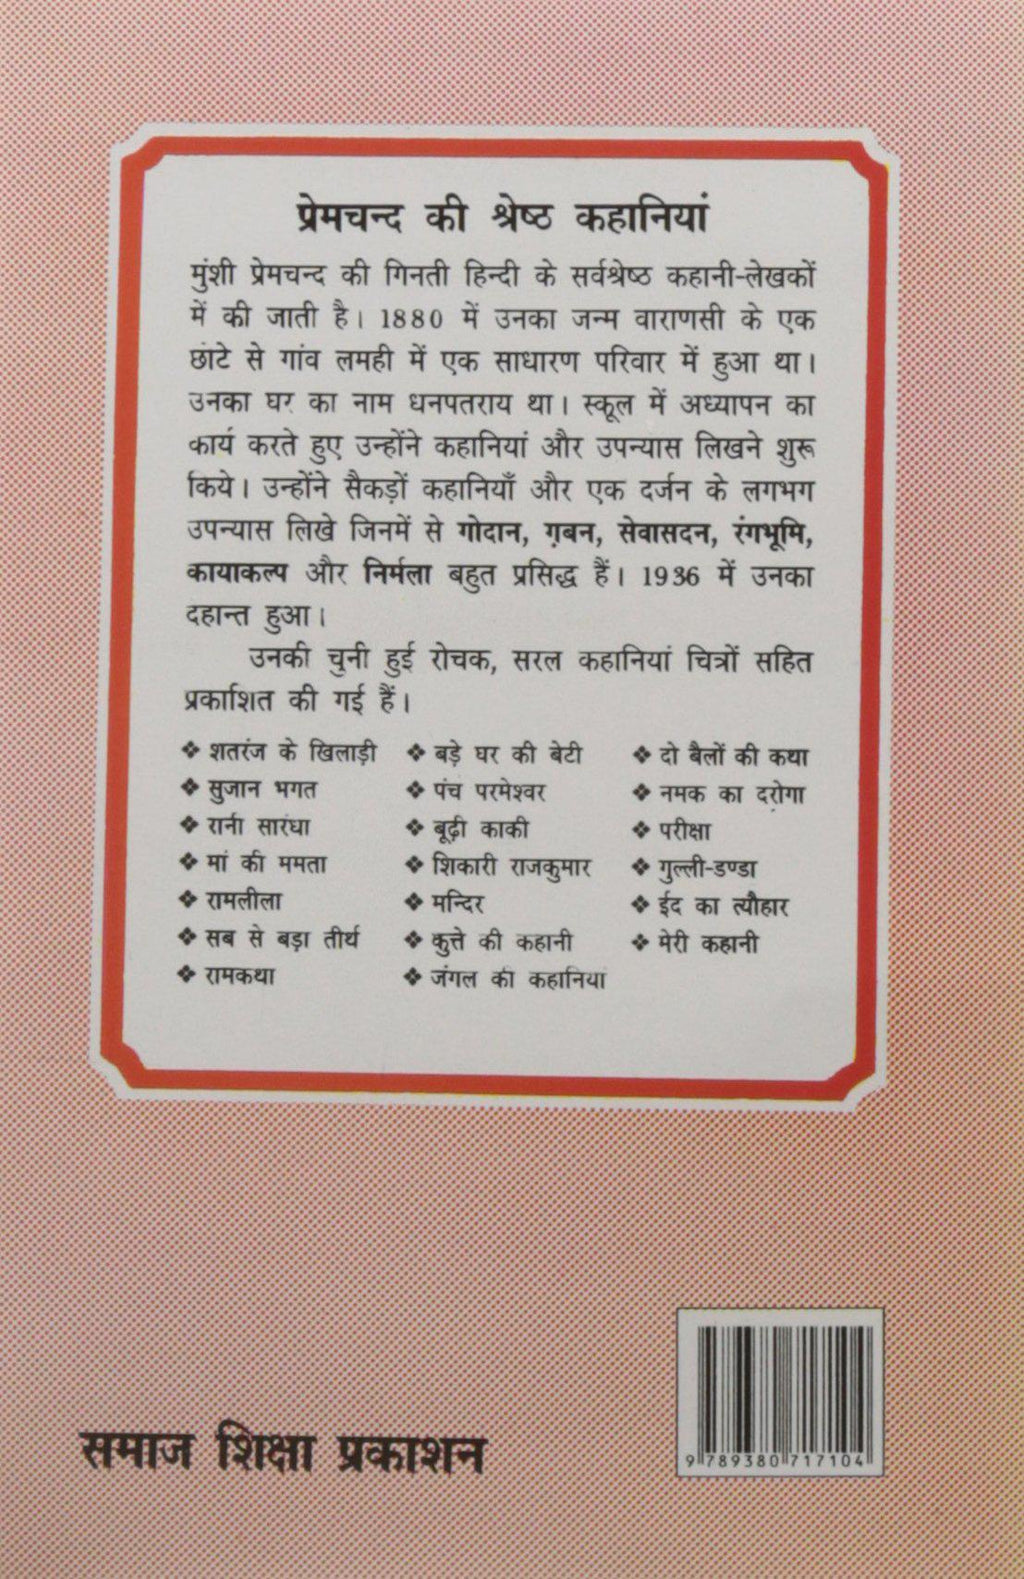 प्रेमचन्द की श्रेष्ठ कहानियां
मुंशी प्रेमचन्द की गिनती हिन्दी के सर्वश्रेष्ठ कहानी-लेखकों
में की जाती है। 1880 में उनका जन्म वाराणसी के एक
छोटे से गांव लमही में एक साधारण परिवार में हुआ था।
उनका घर का नाम धनपतराय था। स्कूल में अध्यापन का
कार्य करते हुए उन्होंने कहानियां और उपन्यास लिखने शुरू
किये। उन्होंने सैकड़ों कहानियाँ और एक दर्जन के लगभग
उपन्यास लिखे जिनमें से गोदान, ग़बन, सेवासदन, रंगभूमि,
कायाकल्प और निर्मला बहुत प्रसिद्ध हैं। 1936 में उनका
दहान्त हुआ।
उनकी चुनी हुई रोचक, सरल कहानियां चित्रों सहित
प्रकाशित की गई हैं।
❖ शतरंज के खिलाड़ी ❖ बड़े घर की बेटी ❖ दो बैलों की कथा
❖ सुजान भगत ❖ पंच परमेश्वर ❖ नमक का दरोगा
❖ रानी सारंधा ❖ बूढ़ी काकी ❖ परीक्षा
❖ मां की ममता ❖ शिकारी राजकुमार ❖ गुल्ली-डण्डा
❖ रामलीला ❖ मन्दिर ❖ ईद का त्यौहार
❖ सब से बड़ा तीर्थ ❖ कुत्ते की कहानी ❖ मेरी कहानी
❖ रामकथा ❖ जंगल की कहानियां
समाज शिक्षा प्रकाशन
9 789380 717104